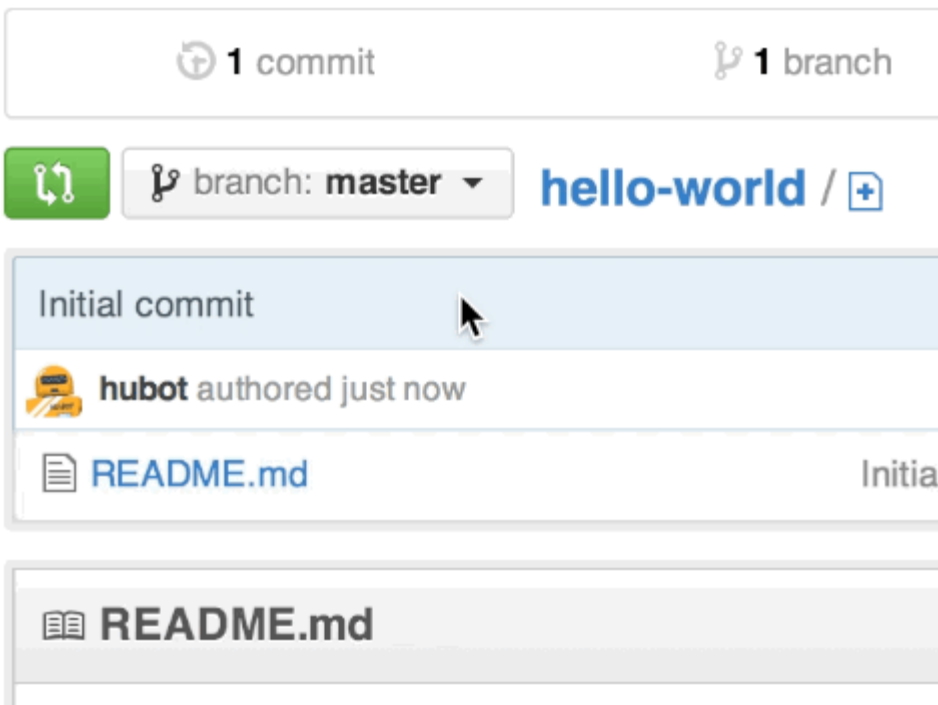 1 commit
1 branch
branch: master
hello-world /
Initial commit
hubot authored just now
README.md
Initia
README.md